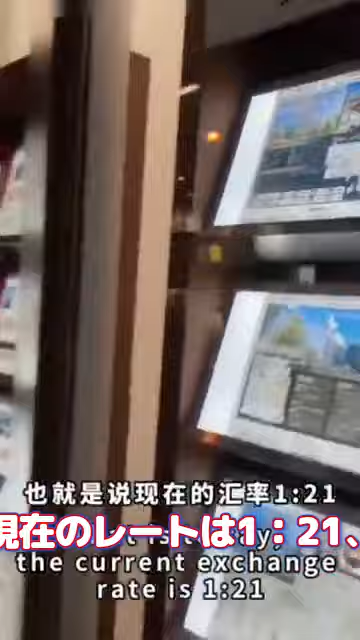 也就是说现在的汇率1:21
現在のレートは1：21、
the current exchange
rate is 1:21